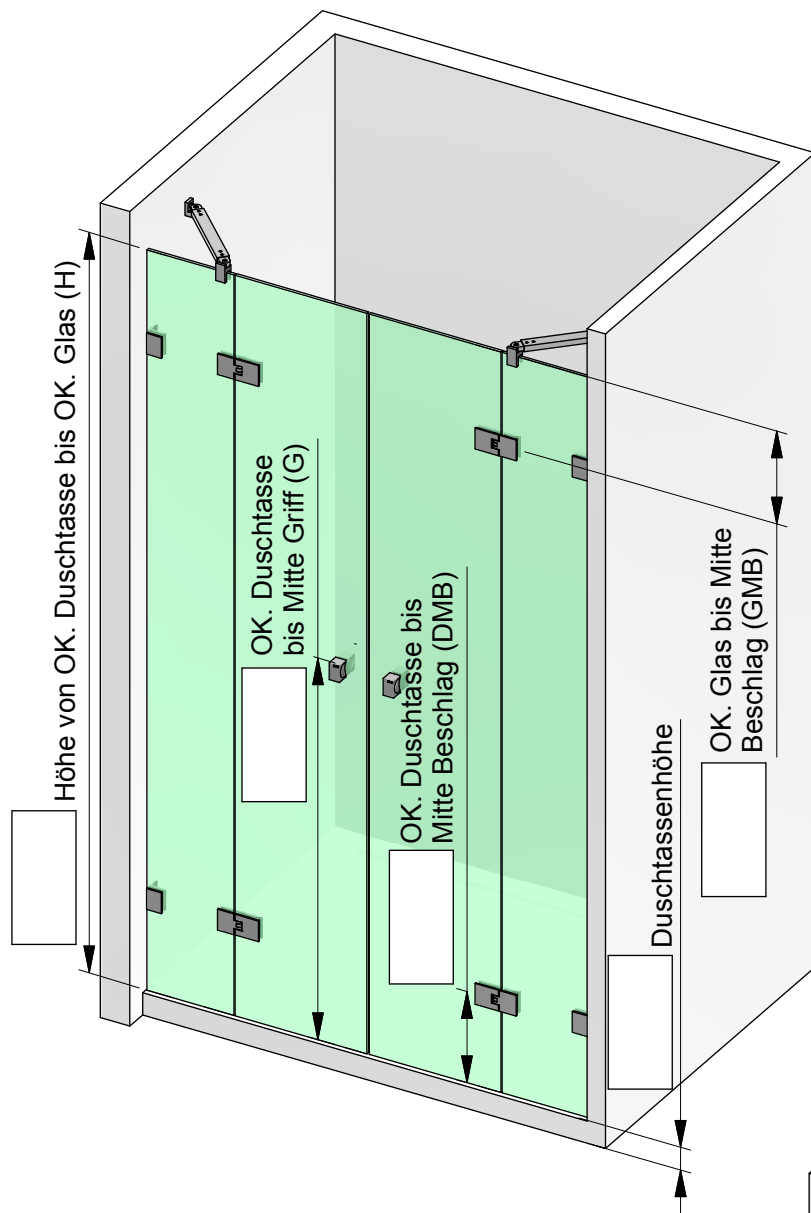 Höhe von OK. Duschtasse bis OK. Glas (H)
OK. Duschtasse
bis Mitte Griff (G)
OK. Duschtasse bis
Mitte Beschlag (DMB)
Duschtassenhöhe
OK. Glas bis Mitte
Beschlag (GMB)